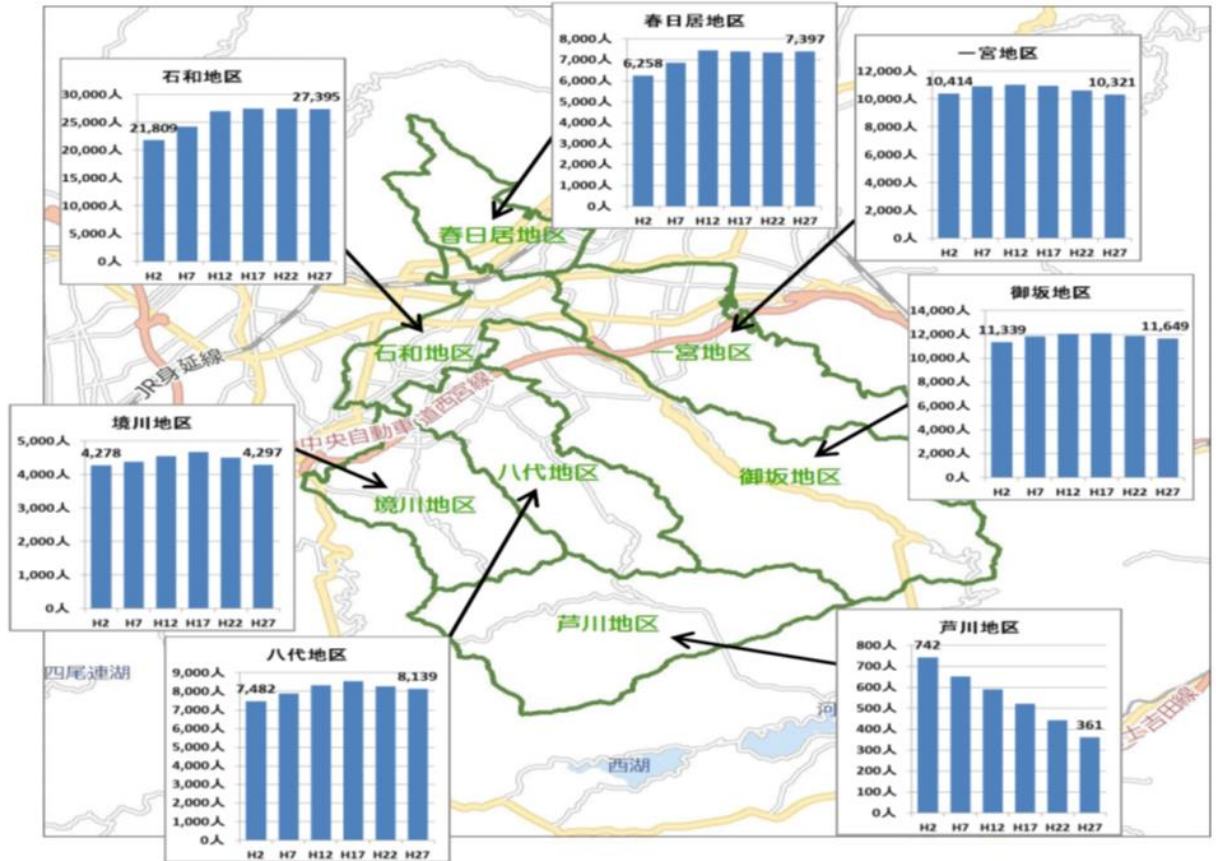 春日居地区
8,000人
7,000人
6,000人
5,000人
4,000人
3,000人
2,000人
1,000人
0人
6,258
7,397
H2 H7 H12 H17 H22 H27
石和地区
30,000人
25,000人
20,000人
15,000人
10,000人
5,000人
0人
21,809
27,395
H2 H7 H12 H17 H22 H27
一宮地区
12,000人
10,000人
8,000人
6,000人
4,000人
2,000人
0人
10,414
10,321
H2 H7 H12 H17 H22 H27
御坂地区
14,000人
12,000人
10,000人
8,000人
6,000人
4,000人
2,000人
0人
11,339
11,649
H2 H7 H12 H17 H22 H27
春日居地区
石和地区
一宮地区
JR身延線
中央自動車道西宮線
八代地区
御坂地区
境川地区
芦川地区
境川地区
5,000人
4,000人
3,000人
2,000人
1,000人
0人
4,278
4,297
H2 H7 H12 H17 H22 H27
八代地区
9,000人
8,000人
7,000人
6,000人
5,000人
4,000人
3,000人
2,000人
1,000人
0人
7,482
8,139
H2 H7 H12 H17 H22 H27
芦川地区
800人
700人
600人
500人
400人
300人
200人
100人
0人
742
361
H2 H7 H12 H17 H22 H27
四尾連湖
西湖
河
士吉田線